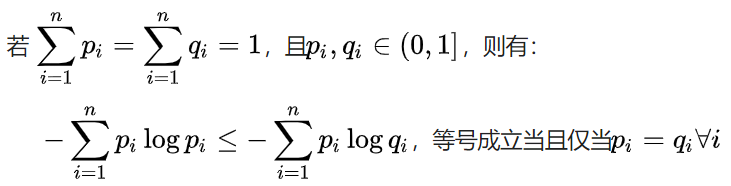 若 $\sum_{i=1}^{n} p_i = \sum_{i=1}^{n} q_i = 1$，且$p_i, q_i \in (0,1]$，则有：
$-\sum_{i=1}^{n} p_i \log p_i \leq -\sum_{i=1}^{n} p_i \log q_i$，等号成立当且仅当$p_i = q_i \forall i$